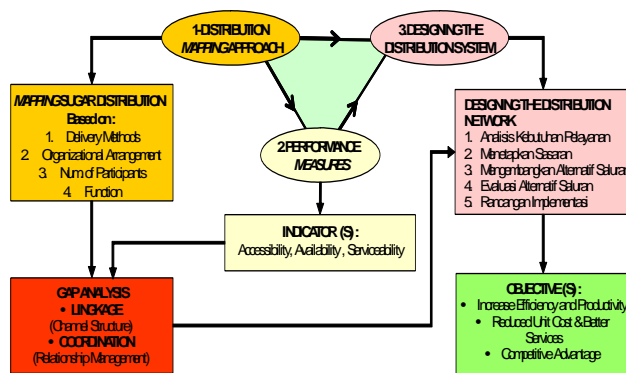 1-DISTRIBUTION
MAPPING APPROACH
3. DESIGNING THE
DISTRIBUTION SYSTEM
MAPPING SUGAR DISTRIBUTION
Based on :
1. Delivery Methods
2. Organizational Arrangement
3. Num of Participants
4. Function
2. PERFORMANCE
MEASURES
DESIGNING THE DISTRIBUTION
NETWORK
1. Analisis Kebutuhan Pelayanan
2. Menetapkan Sasaran
3. Mengembangkan Alternatif Saluran
4. Evaluasi Alternatif Saluran
5. Rancangan Implementasi
INDICATOR (S) :
Accessibility, Availability , Serviceability
GAP ANALYSIS
• LINGKAGE
(Channel Structure)
• COORDINATION
(Relationship Management)
OBJECTIVE (S) :
• Increase Efficiency and Productivity
• Reduced Unit Cost & Better
Services
• Competitive Advantage